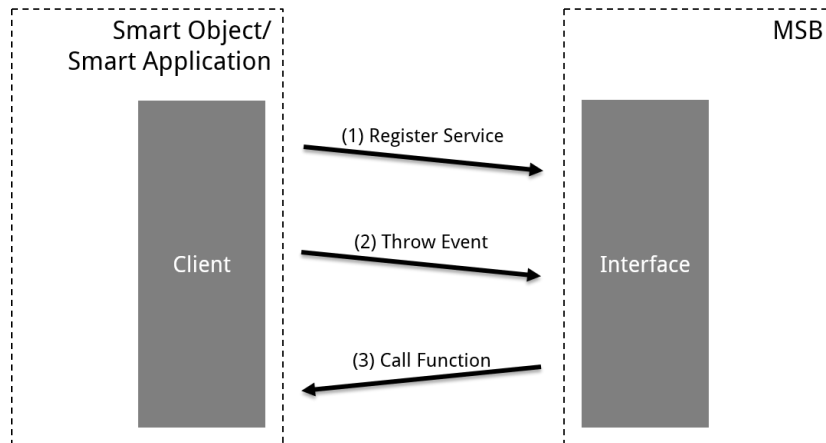 Smart Object/
Smart Application
MSB
(1) Register Service
(2) Throw Event
Client
Interface
(3) Call Function